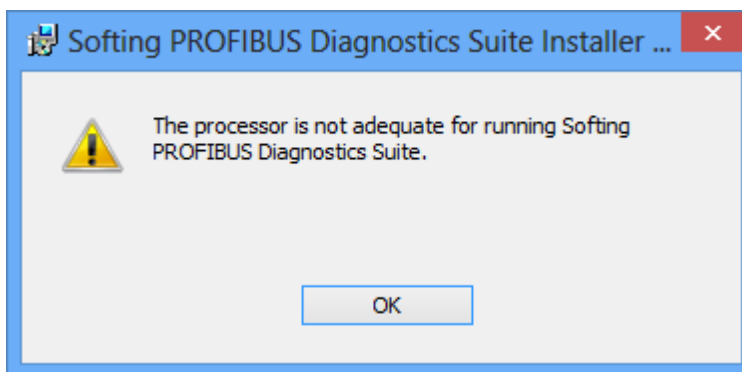 Softing PROFIBUS Diagnostics Suite Installer ...
The processor is not adequate for running Softing
PROFIBUS Diagnostics Suite.
OK